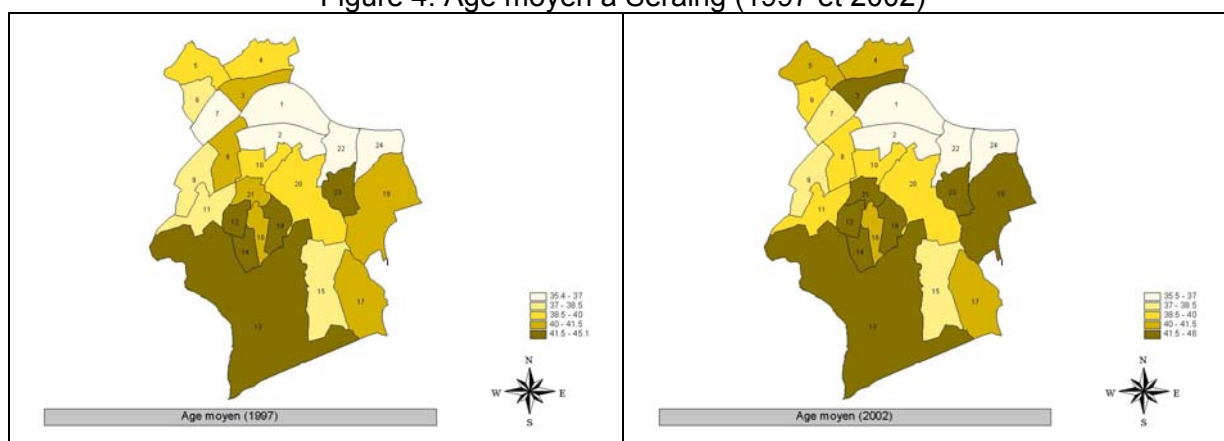 Figure 4: Age moyen à Seraing (1997 et 2002)
4
5
3
6
1
7
2
22
24
8
10
9
20
23
18
21
11
12
19
16
14
15
17
13
35.4 - 37
37 - 38.5
38.5 - 40
40 - 41.5
41.5 - 45.1
N
W E
S
Age moyen (1997)
4
5
3
1
7
2
22
24
8
10
9
20
23
18
21
11
12
19
16
14
15
17
13
35.5 - 37
37 - 38.5
38.5 - 40
40 - 41.5
41.5 - 46
N
W E
S
Age moyen (2002)